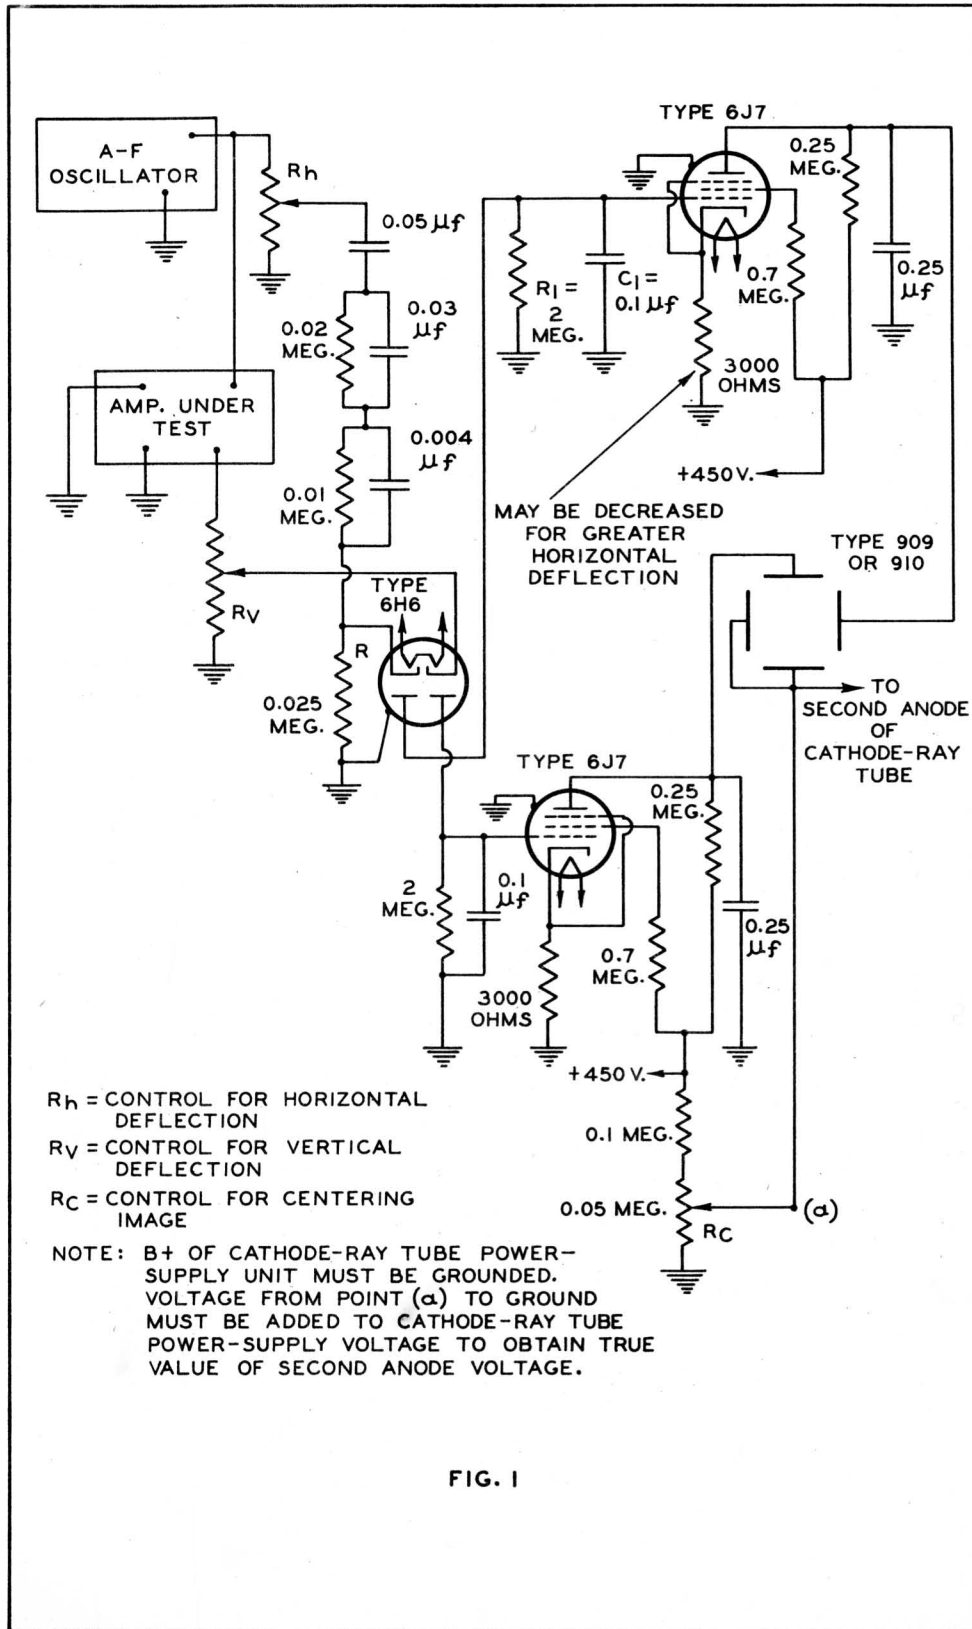 TYPE 6J7
A-F
OSCILLATOR
Rh
0.05 μf
0.25
MEG.
0.25
μf
0.7
MEG.
R1 =
2
MEG.
C1 =
0.1 μf
3000
OHMS
0.02
MEG.
0.03
μf
AMP. UNDER
TEST
0.004
μf
0.01
MEG.
+450 V.
MAY BE DECREASED
FOR GREATER
HORIZONTAL
DEFLECTION
TYPE 909
OR 910
TYPE
6H6
RV
R
0.025
MEG.
TO
SECOND ANODE
OF
CATHODE-RAY
TUBE
TYPE 6J7
0.25
MEG.
2
MEG.
0.1
μf
0.25
μf
0.7
MEG.
3000
OHMS
+450 V.
0.1 MEG.
0.05 MEG.
RC
(a)
Rh = CONTROL FOR HORIZONTAL
DEFLECTION
RV = CONTROL FOR VERTICAL
DEFLECTION
RC = CONTROL FOR CENTERING
IMAGE
NOTE: B+ OF CATHODE-RAY TUBE POWER-
SUPPLY UNIT MUST BE GROUNDED.
VOLTAGE FROM POINT (a) TO GROUND
MUST BE ADDED TO CATHODE-RAY TUBE
POWER-SUPPLY VOLTAGE TO OBTAIN TRUE
VALUE OF SECOND ANODE VOLTAGE.
FIG. 1